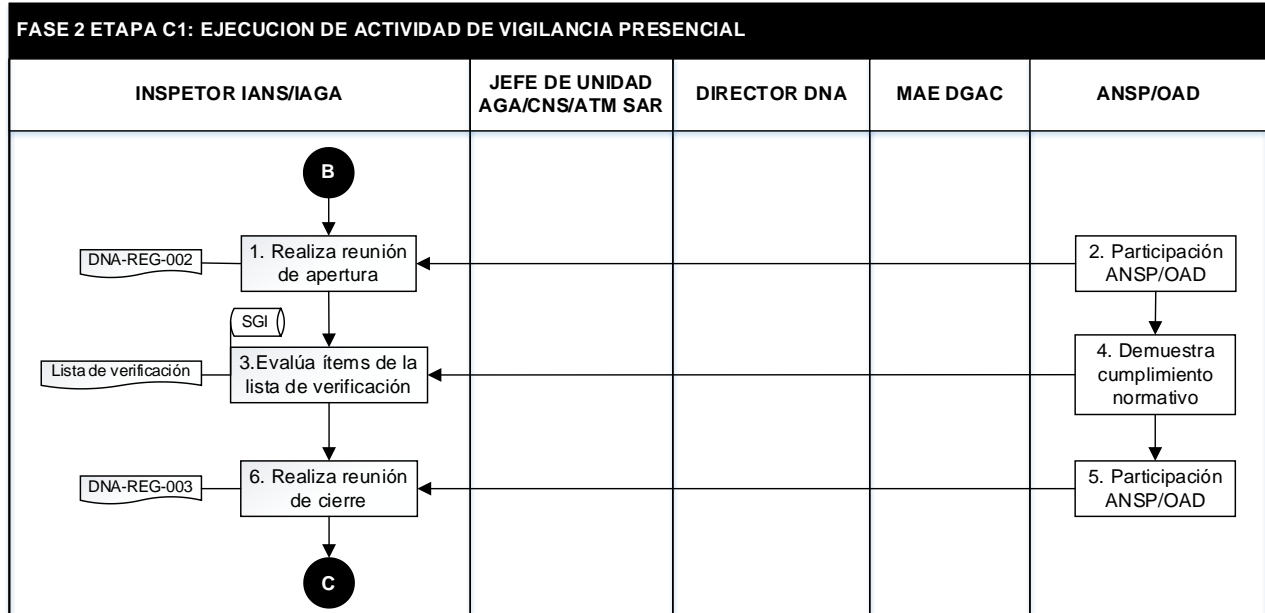 FASE 2 ETAPA C1: EJECUCION DE ACTIVIDAD DE VIGILANCIA PRESENCIAL
INSPETOR IANS/IAGA
JEFE DE UNIDAD
AGA/CNS/ATM SAR
DIRECTOR DNA
MAE DGAC
ANSP/OAD
B
DNA-REG-002
1. Realiza reunión
de apertura
2. Participación
ANSP/OAD
SGI
Lista de verificación
3.Evalúa ítems de la
lista de verificación
4. Demuestra
cumplimiento
normativo
DNA-REG-003
6. Realiza reunión
de cierre
5. Participación
ANSP/OAD
C